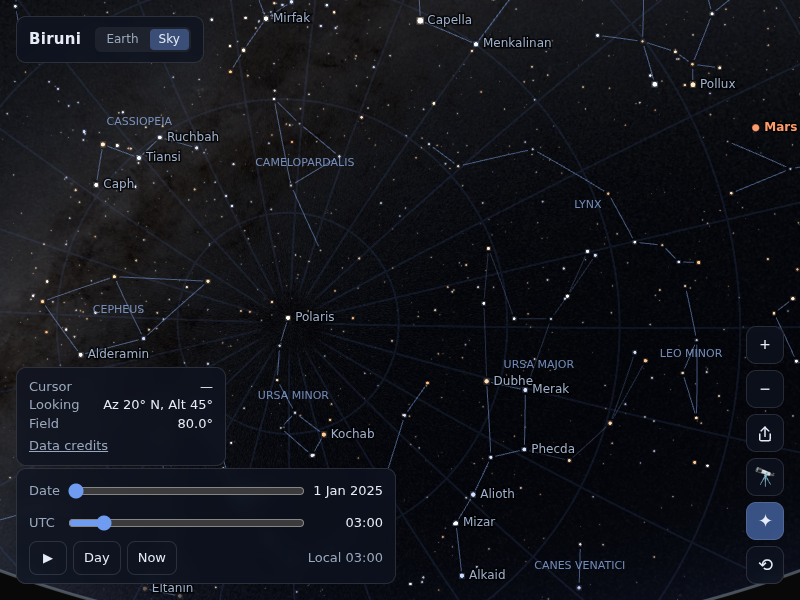 Biruni
Earth
Sky
Mirfak
Capella
Menkalinan
Pollux
Mars
CASSIOPEJA
Ruchbah
Tiansi
Caph
CAMELOPARDALIS
LYNX
CEPHEUS
Polaris
Alderamin
LEO MINOR
URSA MAJOR
Dubhe
Merak
URSA MINOR
Kochab
Phecda
Alioth
Mizar
Alkaid
CANES VENATICI
Eltanin
Cursor —
Looking Az 20° N, Alt 45°
Field 80.0°
Data credits
Date 1 Jan 2025
UTC 03:00
▶ Day Now Local 03:00
+
−